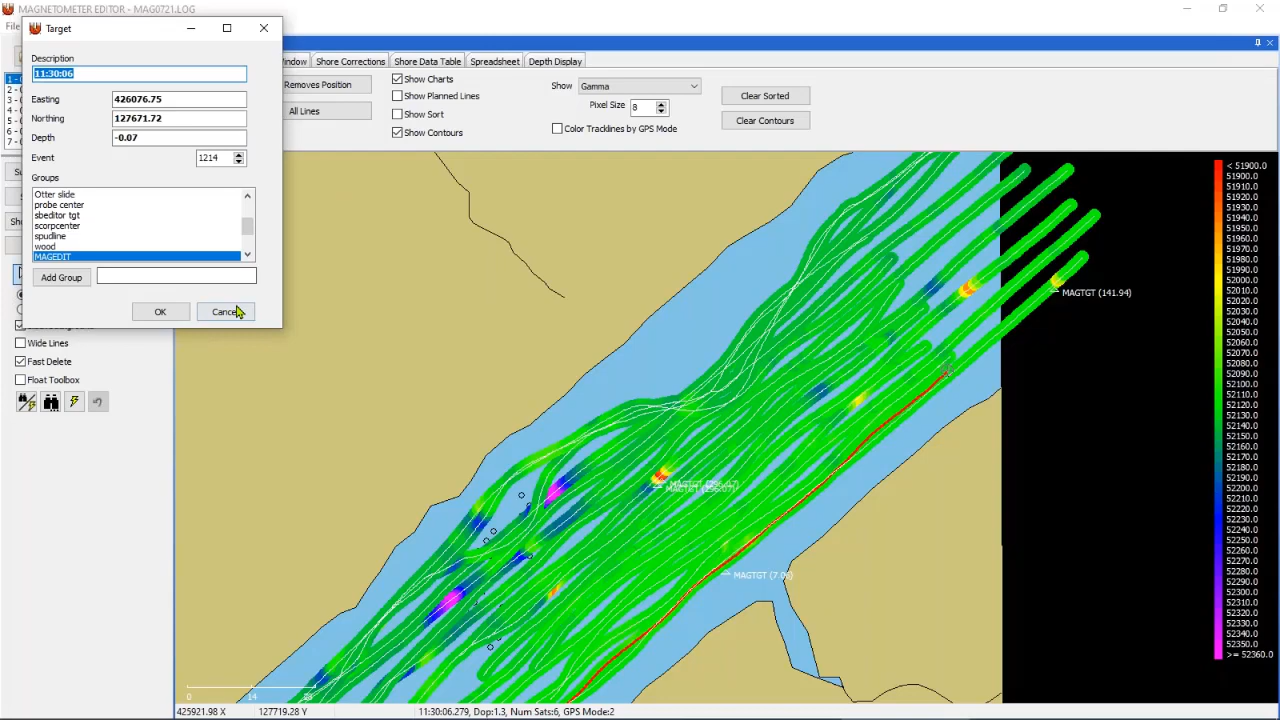 MAGNETOMETER EDITOR - MAG0721.LOG
File
Target
Description
11:30:06
Easting
426076.75
Northing
127671.72
Depth
-0.07
Event
1214
Groups
Otter slide
probe center
sbeditor tgt
scorpcenter
spudline
wood
MAGEDIT
Add Group
OK
Cancel
Wide Lines
Fast Delete
Float Toolbox
Shore Corrections
Shore Data Table
Spreadsheet
Depth Display
Removes Position
All Lines
Show Charts
Show Planned Lines
Show Sort
Show Contours
Show
Gamma
Pixel Size
8
Color Tracklines by GPS Mode
Clear Sorted
Clear Contours
MAGTGT (141.94)
< 51900.0
51900.0
51910.0
51920.0
51930.0
51940.0
51950.0
51960.0
51970.0
51980.0
51990.0
52000.0
52010.0
52020.0
52030.0
52040.0
52050.0
52060.0
52070.0
52080.0
52090.0
52100.0
52110.0
52120.0
52130.0
52140.0
52150.0
52160.0
52170.0
52180.0
52190.0
52200.0
52210.0
52220.0
52230.0
52240.0
52250.0
52260.0
52270.0
52280.0
52290.0
52300.0
52310.0
52320.0
52330.0
52340.0
52350.0
>= 52360.0
0
14
28
425921.98 X
127719.28 Y
11:30:06.279, Dop:1.3, Num Sats:6, GPS Mode:2